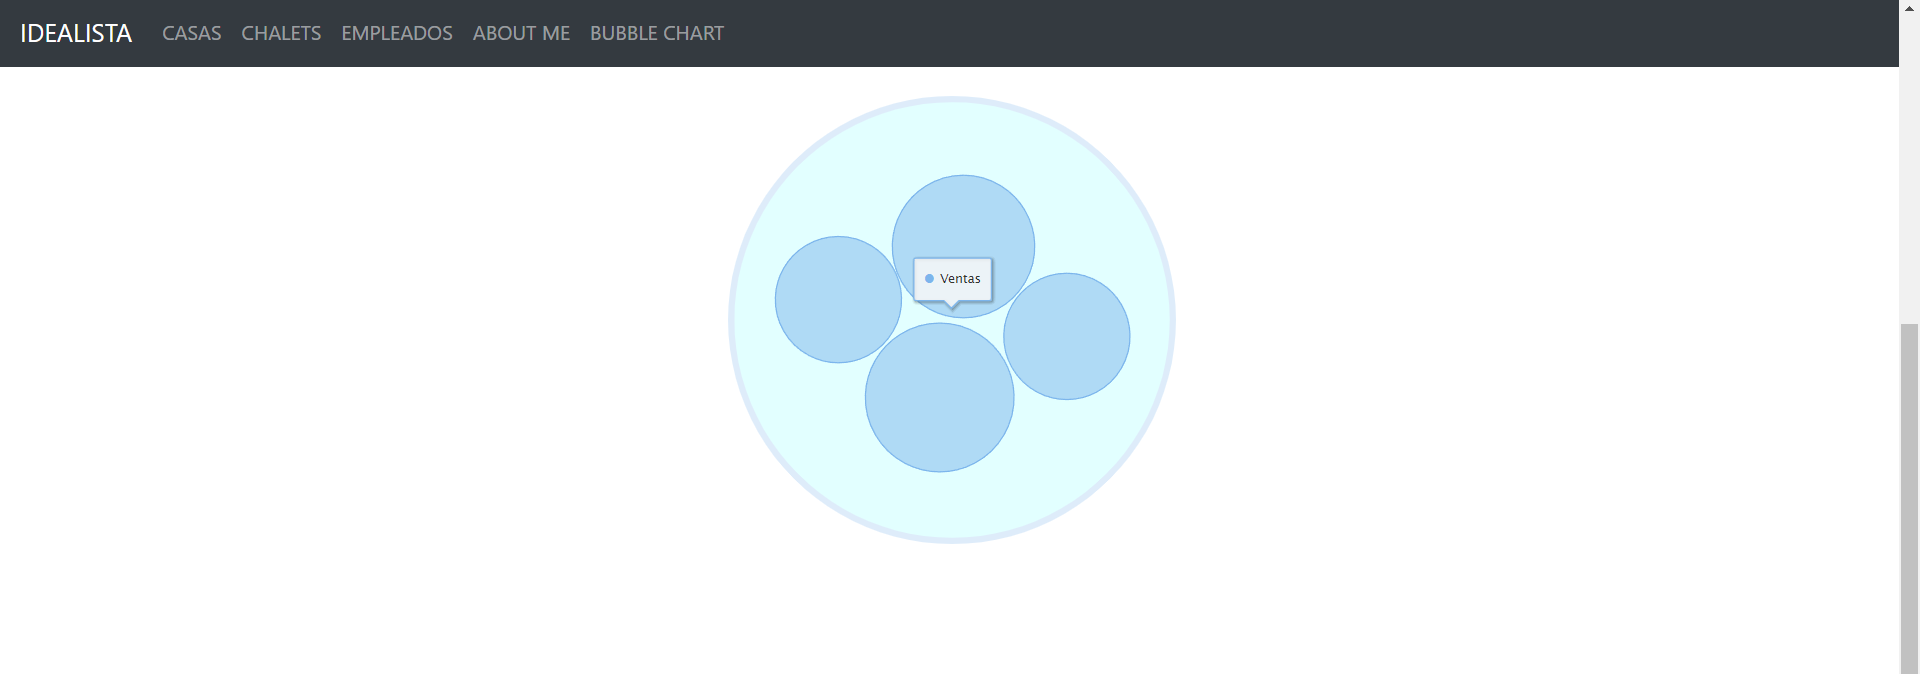 IDEALISTA CASAS CHALETS EMPLEADOS ABOUT ME BUBBLE CHART
Ventas